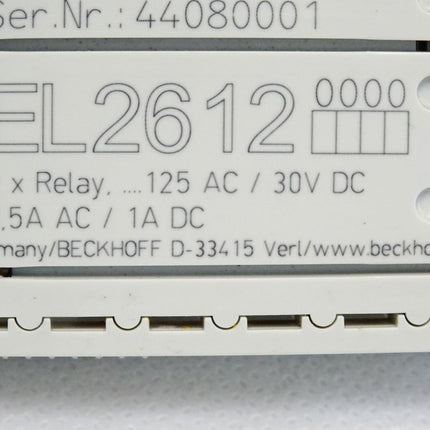 Ser.Nr.: 44080001
EL2612 0000
x Relay, ....125 AC / 30V DC
,5A AC / 1A DC
many/BECKHOFF D-33415 Verl/www.beckho